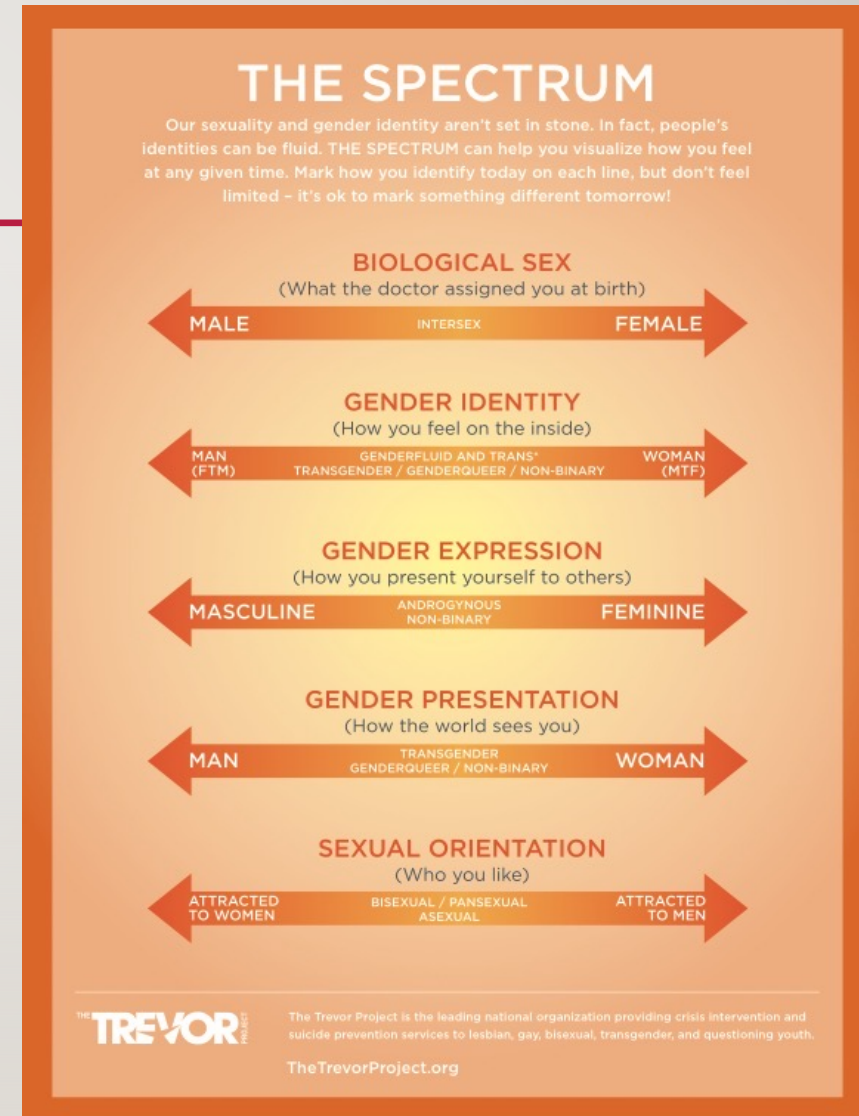 THE SPECTRUM
Our sexuality and gender identity aren't set in stone. In fact, people's
identities can be fluid. THE SPECTRUM can help you visualize how you feel
at any given time. Mark how you identify today on each line, but don't feel
limited – it's ok to mark something different tomorrow!
BIOLOGICAL SEX
(What the doctor assigned you at birth)
MALE INTERSEX FEMALE
GENDER IDENTITY
(How you feel on the inside)
MAN GENDERFLUID AND TRANS* WOMAN
(FTM) TRANSGENDER / GENDERQUEER / NON-BINARY (MTF)
GENDER EXPRESSION
(How you present yourself to others)
MASCULINE ANDROGYNOUS FEMININE
NON-BINARY
GENDER PRESENTATION
(How the world sees you)
MAN TRANSGENDER WOMAN
GENDERQUEER / NON-BINARY
SEXUAL ORIENTATION
(Who you like)
ATTRACTED BISEXUAL / PANSEXUAL ATTRACTED
TO WOMEN ASEXUAL TO MEN
THE TREVOR PROJECT
The Trevor Project is the leading national organization providing crisis intervention and
suicide prevention services to lesbian, gay, bisexual, transgender, and questioning youth.
TheTrevorProject.org